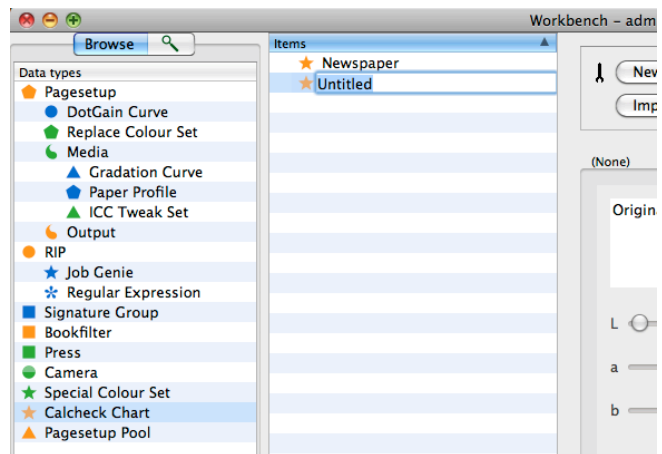 Workbench – adm
Browse
Items
Newspaper
Untitled
Data types
Pagesetup
DotGain Curve
Replace Colour Set
Media
Gradation Curve
Paper Profile
ICC Tweak Set
Output
RIP
Job Genie
Regular Expression
Signature Group
Bookfilter
Press
Camera
Special Colour Set
Calcheck Chart
Pagesetup Pool
New
Imp
(None)
Origin
L
a
b